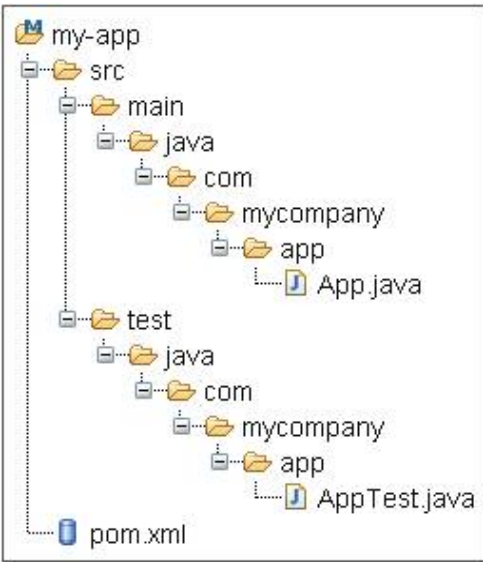 my-app
src
main
java
com
mycompany
app
App.java
test
java
com
mycompany
app
AppTest.java
pom.xml